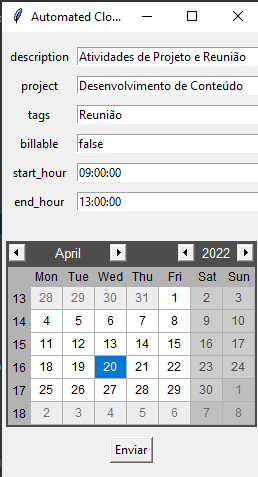 Automated Clo...
description Atividades de Projeto e Reunião
project Desenvolvimento de Conteúdo
tags Reunião
billable false
start_hour 09:00:00
end_hour 13:00:00
April 2022
Mon Tue Wed Thu Fri Sat Sun
13 28 29 30 31 1 2 3
14 4 5 6 7 8 9 10
15 11 12 13 14 15 16 17
16 18 19 20 21 22 23 24
17 25 26 27 28 29 30 1
18 2 3 4 5 6 7 8
Enviar